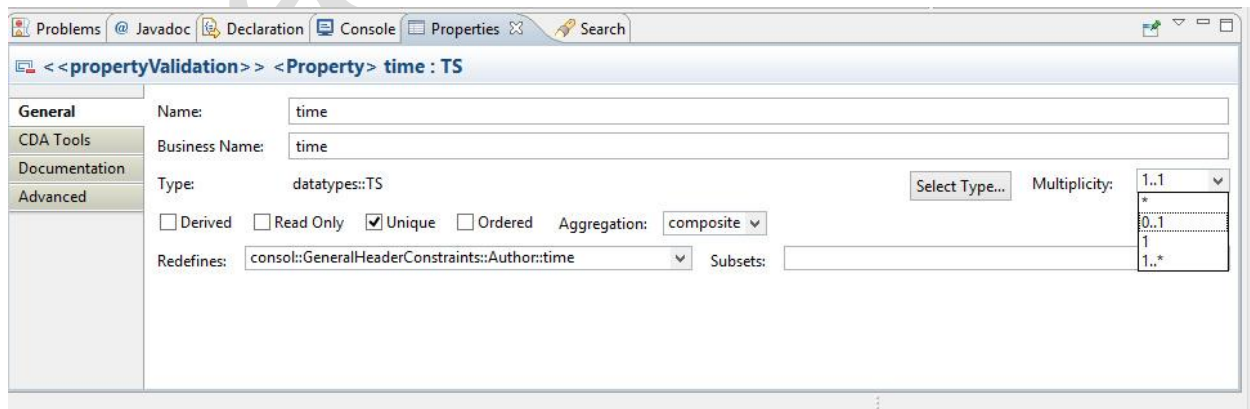 Problems @ Javadoc Declaration Console Properties Search
<<propertyValidation>> <Property> time : TS
General
CDA Tools
Documentation
Advanced
Name: time
Business Name: time
Type: datatypes::TS Select Type... Multiplicity: 1..1
*
0..1
1
1..*
Derived Read Only Unique Ordered Aggregation: composite
Redefines: consol::GeneralHeaderConstraints::Author::time Subsets: